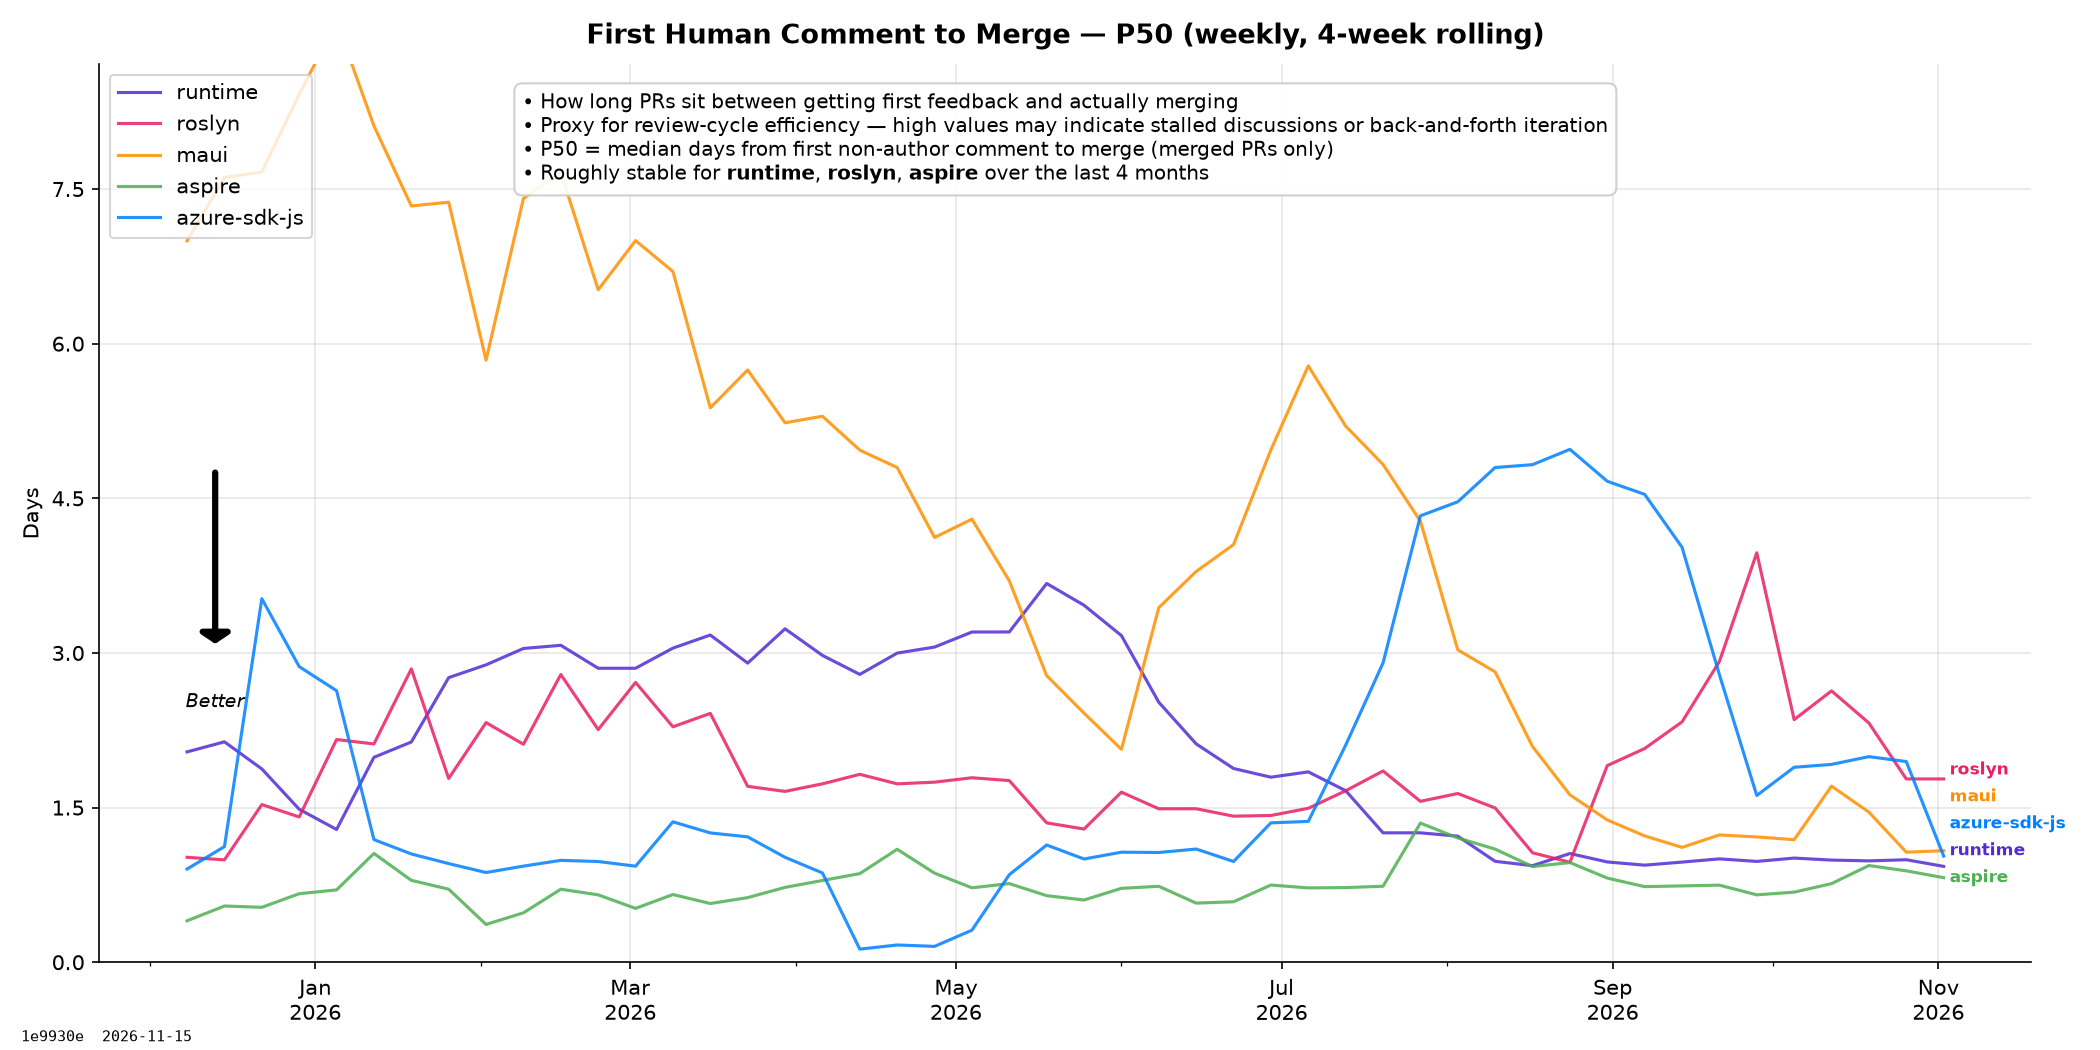 First Human Comment to Merge — P50 (weekly, 4-week rolling)
runtime
roslyn
maui
aspire
azure-sdk-js
• How long PRs sit between getting first feedback and actually merging
• Proxy for review-cycle efficiency — high values may indicate stalled discussions or back-and-forth iteration
• P50 = median days from first non-author comment to merge (merged PRs only)
• Roughly stable for runtime, roslyn, aspire over the last 4 months
7.5
6.0
4.5
3.0
1.5
0.0
Days
Better
roslyn
maui
azure-sdk-js
runtime
aspire
Jan
2026
Mar
2026
May
2026
Jul
2026
Sep
2026
Nov
2026
1e9930e  2026-11-15